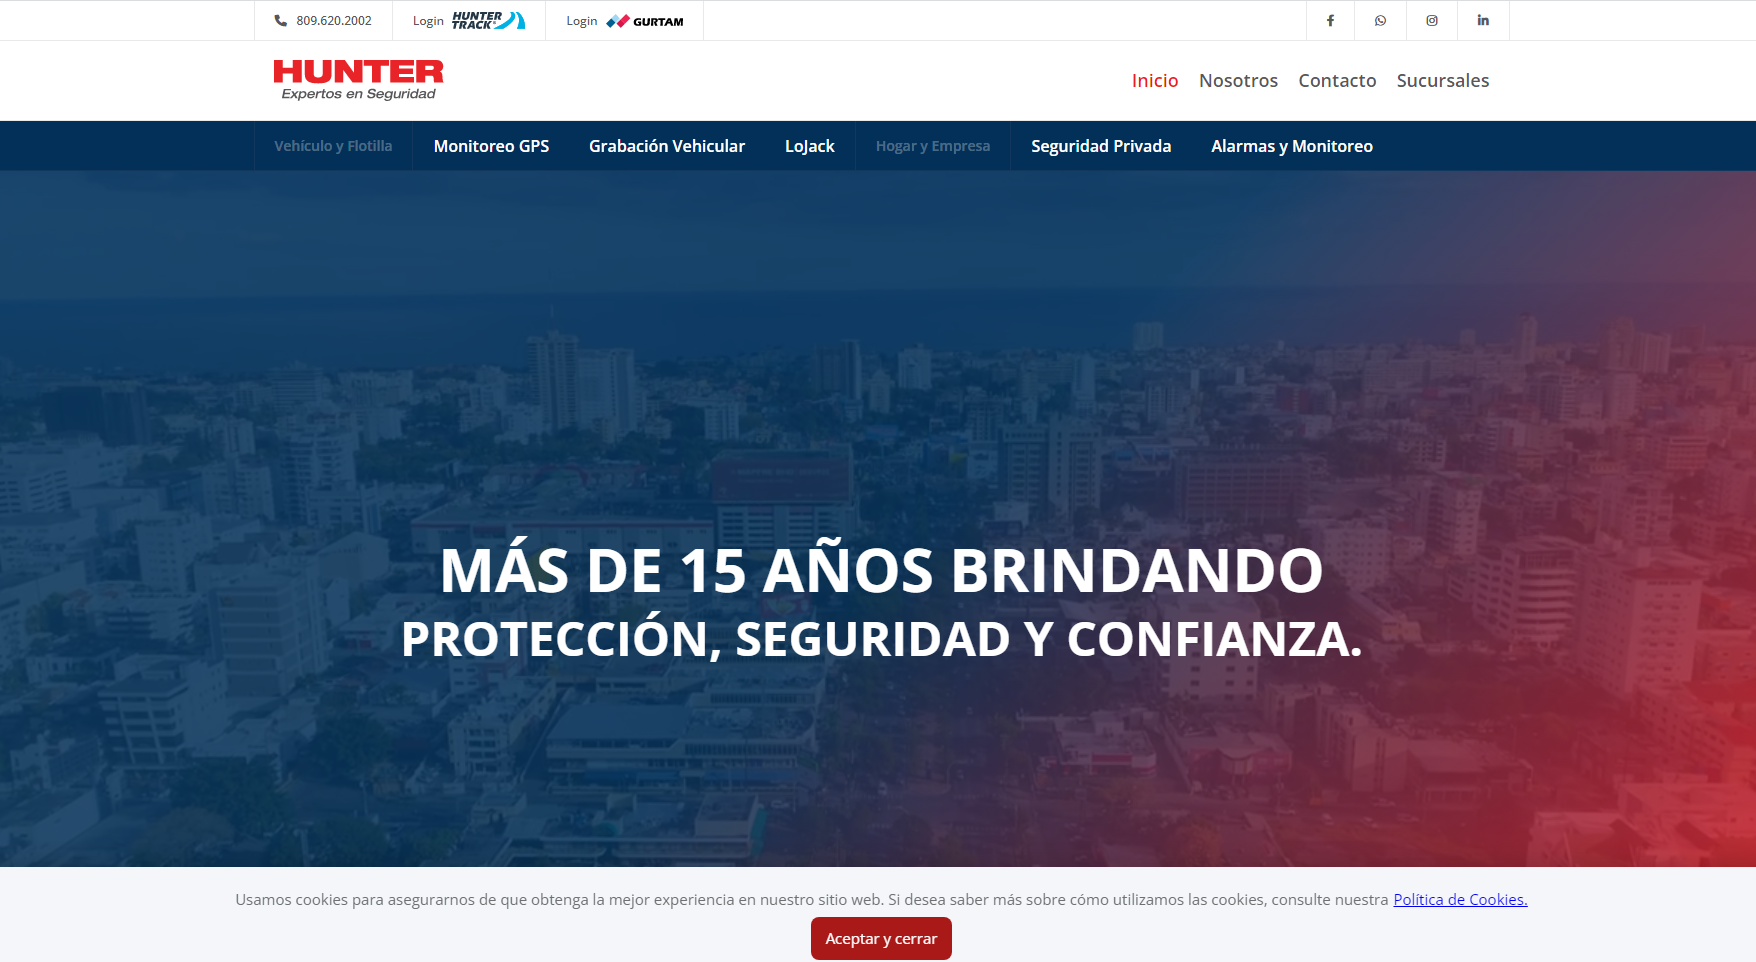 809.620.2002
Login HUNTER TRACK
Login GURTAM
HUNTER
Expertos en Seguridad
Inicio Nosotros Contacto Sucursales
Vehículo y Flotilla Monitoreo GPS Grabación Vehicular LoJack Hogar y Empresa Seguridad Privada Alarmas y Monitoreo
MÁS DE 15 AÑOS BRINDANDO
PROTECCIÓN, SEGURIDAD Y CONFIANZA.
Usamos cookies para asegurarnos de que obtenga la mejor experiencia en nuestro sitio web. Si desea saber más sobre cómo utilizamos las cookies, consulte nuestra Política de Cookies.
Aceptar y cerrar